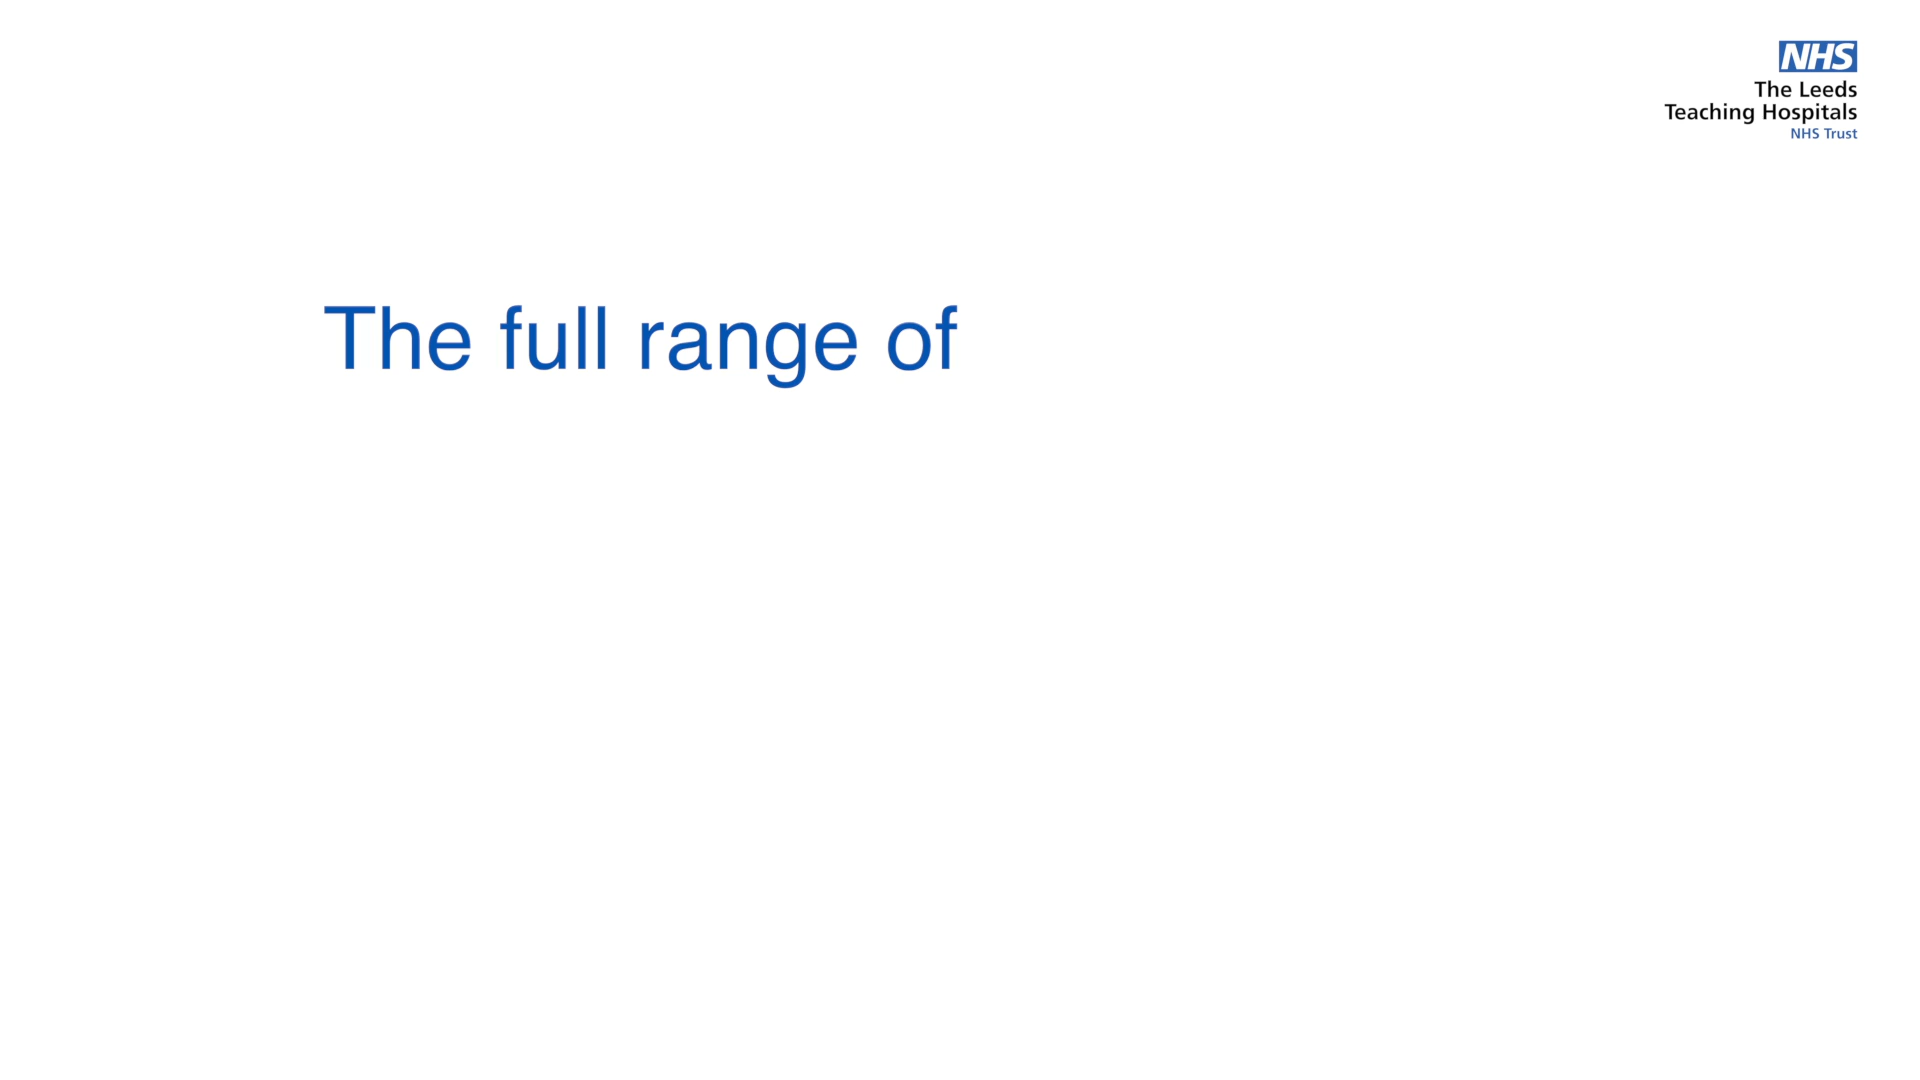 NHS
The Leeds
Teaching Hospitals
NHS Trust
The full range of